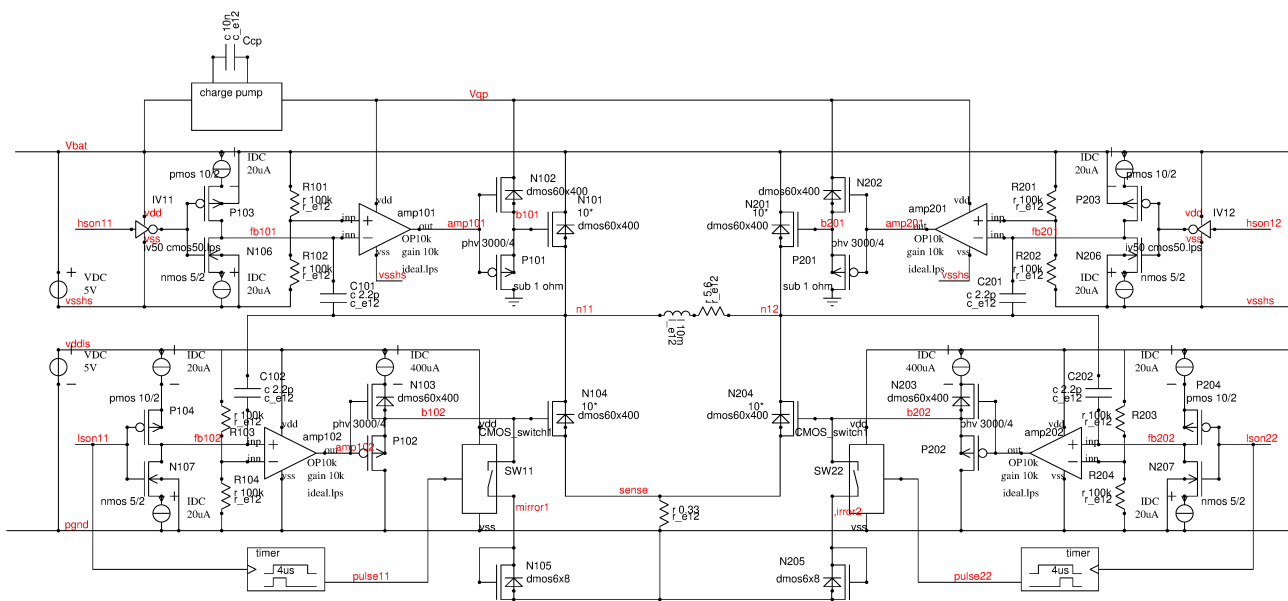 c 10n
c_e12
Ccp
charge pump
Vqp
Vbat
IDC
20uA
pmos 10/2
IV11
vdd
vss
hson11
iv50 cmos50.lps
P103
N106
nmos 5/2
IDC
20uA
fb101
R101
r 100k
r_e12
R102
r 100k
r_e12
C101
c 2.2p
c_e12
inp
inn
vdd
vss
out
amp101
OP10k
gain 10k
ideal.lps
vsshs
amp101
N102
dmos60x400
b101
N101
10*
dmos60x400
phv 3000/4
P101
sub 1 ohm
VDC
5V
vsshs
dmos60x400
N202
N201
10*
dmos60x400
b201
amp201
phv 3000/4
P201
sub 1 ohm
vdd
amp201
out
inp
inn
vss
OP10k
gain 10k
ideal.lps
vsshs
R201
r 100k
r_e12
fb201
R202
r 100k
r_e12
C201
c 2.2p
c_e12
IDC
20uA
pmos 10/2
P203
vdd
vss
IV12
hson12
iv50 cmos50.lps
N206
nmos 5/2
IDC
20uA
vsshs
n11
l 10m
l_e12
r 5.6
r_e12
n12
vddls
VDC
5V
IDC
20uA
pmos 10/2
P104
lson11
N107
nmos 5/2
IDC
20uA
fb102
C102
c 2.2p
c_e12
r 100k
r_e12
R103
R104
r 100k
r_e12
vdd
inp
inn
vss
out
amp102
OP10k
gain 10k
ideal.lps
amp102
IDC
400uA
N103
dmos60x400
b102
phv 3000/4
P102
N104
10*
dmos60x400
vdd
CMOS_switch1
SW11
vss
mirror1
sense
r 0.33
r_e12
N204
10*
dmos60x400
vdd
CMOS_switch1
SW22
vss
,irror2
IDC
400uA
N203
dmos60x400
b202
phv 3000/4
P202
vdd
amp202
out
inp
inn
vss
OP10k
gain 10k
ideal.lps
C202
c 2.2p
c_e12
r 100k
r_e12
R203
R204
r 100k
r_e12
fb202
IDC
20uA
P204
pmos 10/2
lson22
N207
nmos 5/2
IDC
20uA
pgnd
timer
4us
pulse11
N105
dmos6x8
N205
dmos6x8
pulse22
timer
4us